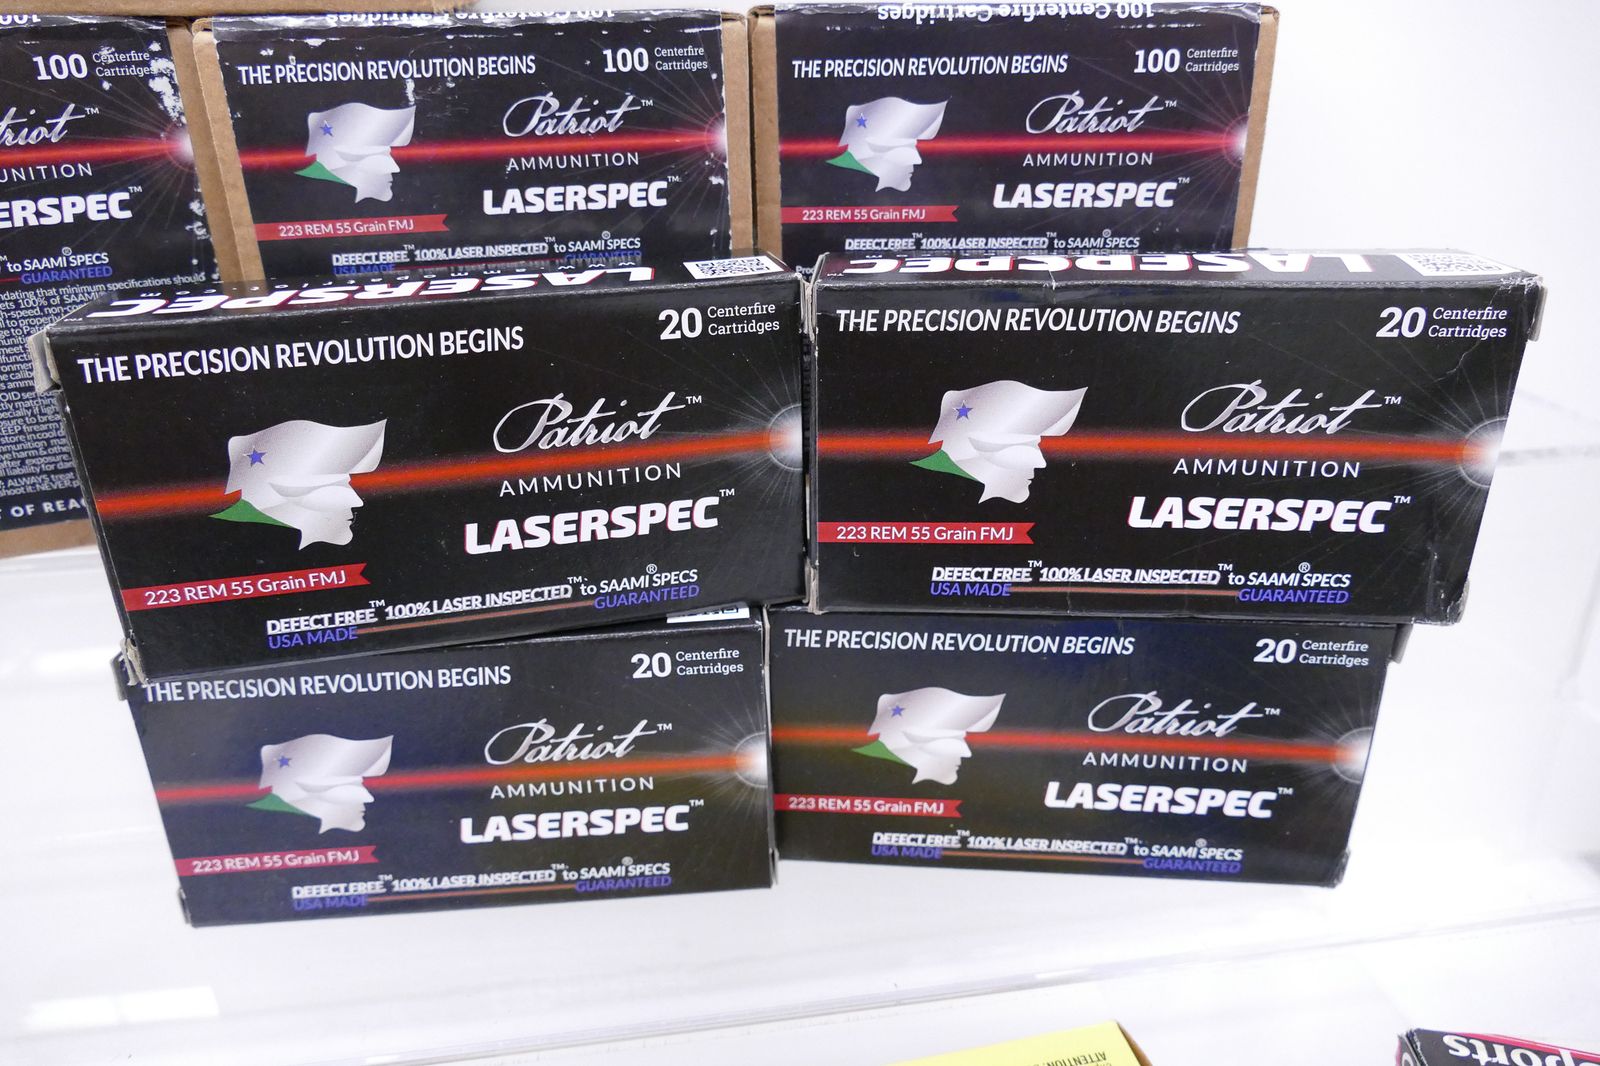 100 Centerfire
Cartridges
AMMUNITION
LASERSPEC™
to SAAMI® SPECS
GUARANTEED
100 Centerfire Cartridges
THE PRECISION REVOLUTION BEGINS
100 Centerfire
Cartridges
Patriot™
AMMUNITION
LASERSPEC™
223 REM 55 Grain FMJ
DEFECT FREE™ 100% LASER INSPECTED™ to SAAMI® SPECS
USA MADE
100 Centerfire Cartridges
THE PRECISION REVOLUTION BEGINS
100 Centerfire
Cartridges
Patriot™
AMMUNITION
LASERSPEC™
223 REM 55 Grain FMJ
DEFECT FREE™ 100% LASER INSPECTED™ to SAAMI® SPECS
LASERSPEC
THE PRECISION REVOLUTION BEGINS
20 Centerfire
Cartridges
Patriot™
AMMUNITION
LASERSPEC™
223 REM 55 Grain FMJ
DEFECT FREE™ 100% LASER INSPECTED™ to SAAMI® SPECS
USA MADE GUARANTEED
LASERSPEC™
THE PRECISION REVOLUTION BEGINS
20 Centerfire
Cartridges
Patriot™
AMMUNITION
LASERSPEC™
223 REM 55 Grain FMJ
DEFECT FREE™ 100% LASER INSPECTED™ to SAAMI® SPECS
USA MADE GUARANTEED
THE PRECISION REVOLUTION BEGINS
20 Centerfire
Cartridges
Patriot™
AMMUNITION
LASERSPEC™
223 REM 55 Grain FMJ
DEFECT FREE™ 100% LASER INSPECTED™ to SAAMI® SPECS
USA MADE GUARANTEED
THE PRECISION REVOLUTION BEGINS
20 Centerfire
Cartridges
Patriot™
AMMUNITION
LASERSPEC™
223 REM 55 Grain FMJ
DEFECT FREE™ 100% LASER INSPECTED™ to SAAMI® SPECS
USA MADE GUARANTEED
ATTENTION